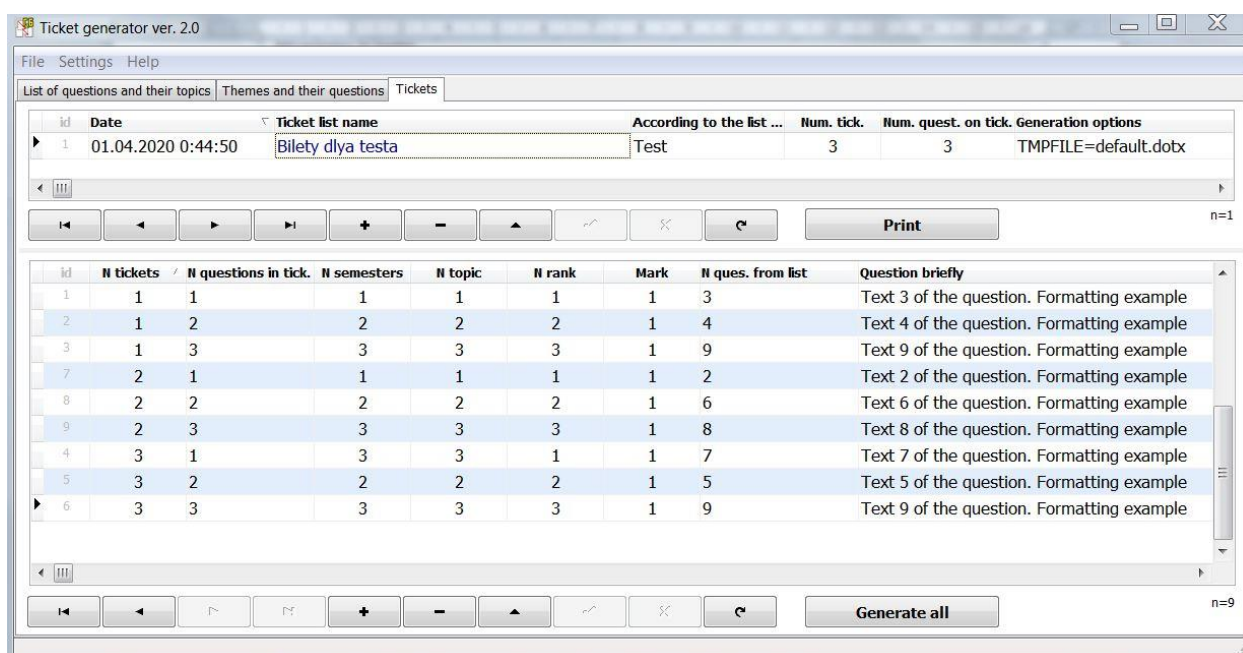 Ticket generator ver. 2.0
File Settings Help
List of questions and their topics Themes and their questions Tickets
id Date Ticket list name According to the list ... Num. tick. Num. quest. on tick. Generation options
1 01.04.2020 0:44:50 Bilety dlya testa Test 3 3 TMPFILE=default.dotx
Print n=1
id N tickets N questions in tick. N semesters N topic N rank Mark N ques. from list Question briefly
1 1 1 1 1 1 1 3 Text 3 of the question. Formatting example
2 1 2 2 2 2 1 4 Text 4 of the question. Formatting example
3 1 3 3 3 3 1 9 Text 9 of the question. Formatting example
7 2 1 1 1 1 1 2 Text 2 of the question. Formatting example
8 2 2 2 2 2 1 6 Text 6 of the question. Formatting example
9 2 3 3 3 3 1 8 Text 8 of the question. Formatting example
4 3 1 3 3 1 1 7 Text 7 of the question. Formatting example
5 3 2 2 2 2 1 5 Text 5 of the question. Formatting example
6 3 3 3 3 3 1 9 Text 9 of the question. Formatting example
Generate all n=9